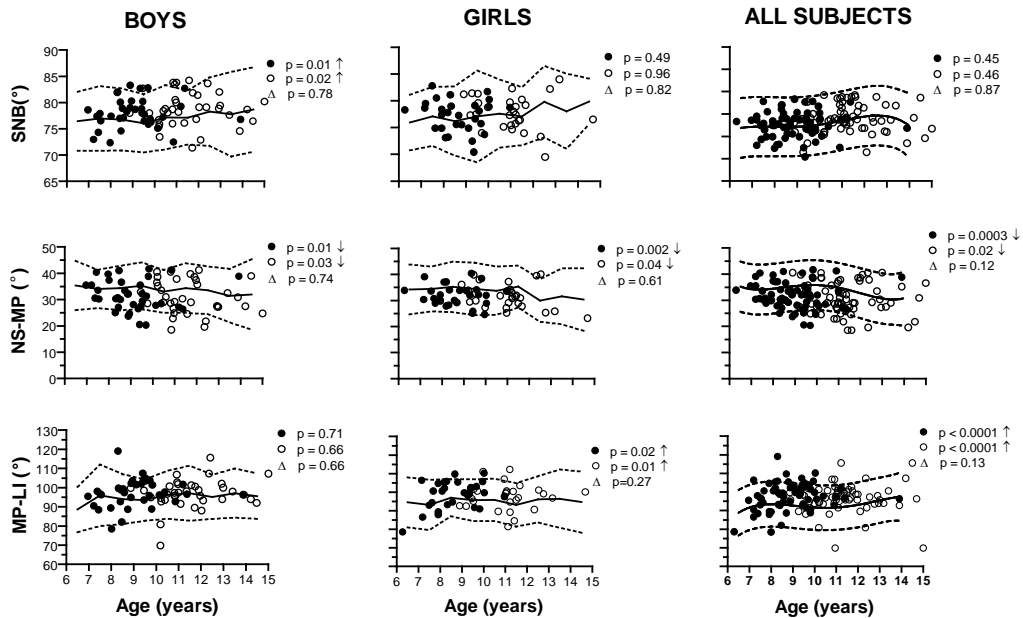 BOYS GIRLS ALL SUBJECTS
SNB(°)
90
85
80
75
70
65
● p = 0.01 ↑
○ p = 0.02 ↑
Δ p = 0.78
● p = 0.49
○ p = 0.96
Δ p = 0.82
● p = 0.45
○ p = 0.46
Δ p = 0.87
NS-MP (°)
50
40
30
20
10
0
● p = 0.01 ↓
○ p = 0.03 ↓
Δ p = 0.74
● p = 0.002 ↓
○ p = 0.04 ↓
Δ p = 0.61
● p = 0.0003 ↓
○ p = 0.02 ↓
Δ p = 0.12
MP-LI (°)
130
120
110
100
90
80
70
60
● p = 0.71
○ p = 0.66
Δ p = 0.66
● p = 0.02 ↑
○ p = 0.01 ↑
Δ p=0.27
● p < 0.0001 ↑
○ p < 0.0001 ↑
Δ p = 0.13
6 7 8 9 10 11 12 13 14 15
6 7 8 9 10 11 12 13 14 15
6 7 8 9 10 11 12 13 14 15
Age (years) Age (years) Age (years)